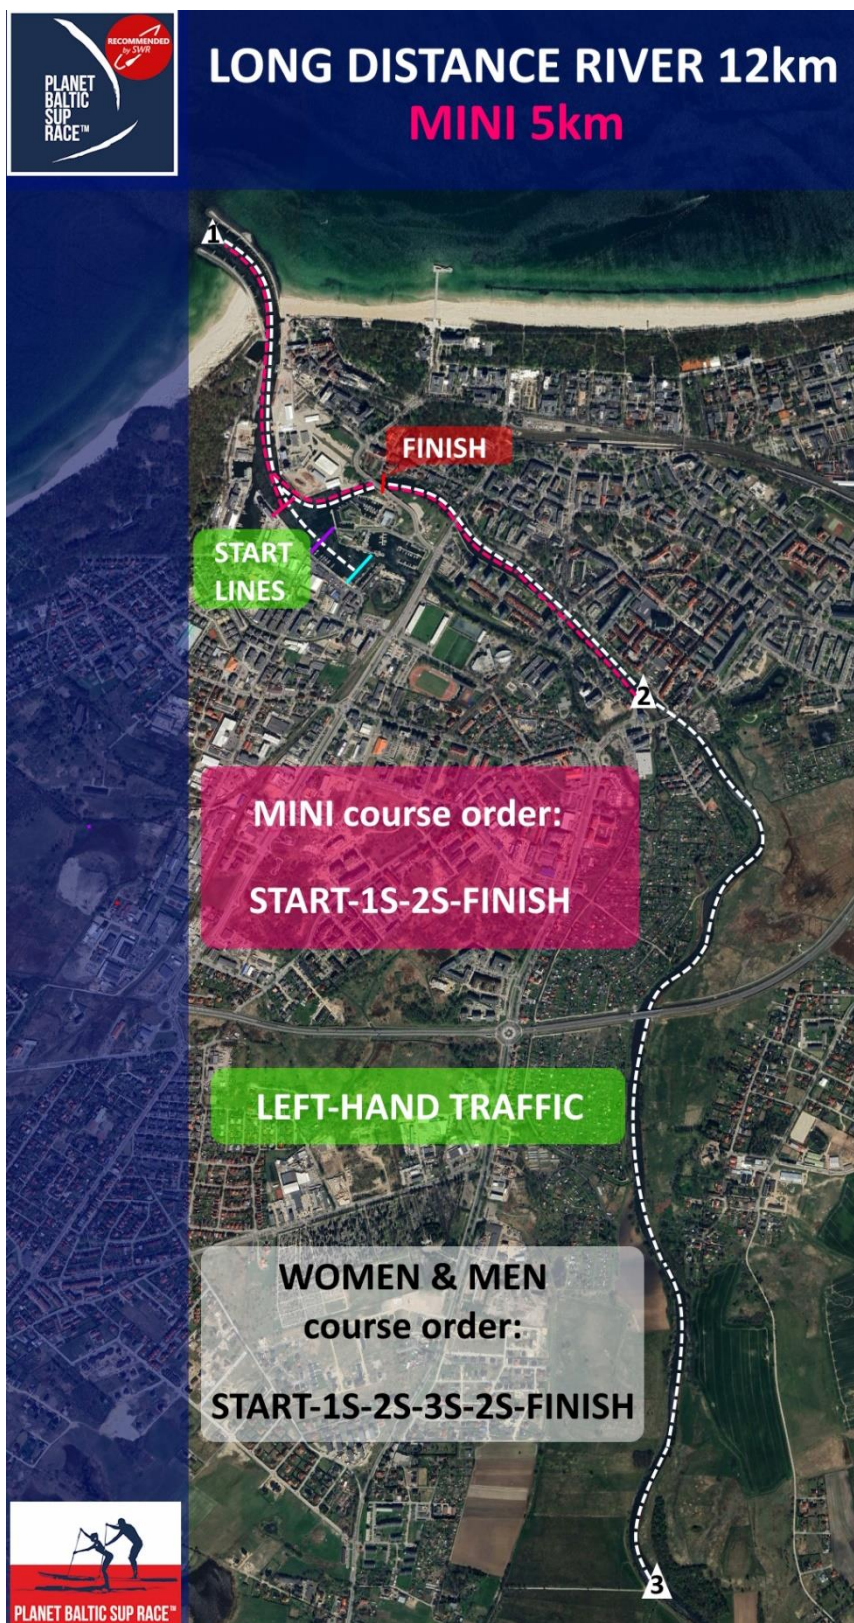 RECOMMENDED
by SWR
PLANET
BALTIC
SUP
RACE™
LONG DISTANCE RIVER 12km
MINI 5km
1
FINISH
START
LINES
2
MINI course order:
START-1S-2S-FINISH
LEFT-HAND TRAFFIC
WOMEN & MEN
course order:
START-1S-2S-3S-2S-FINISH
3
PLANET BALTIC SUP RACE™